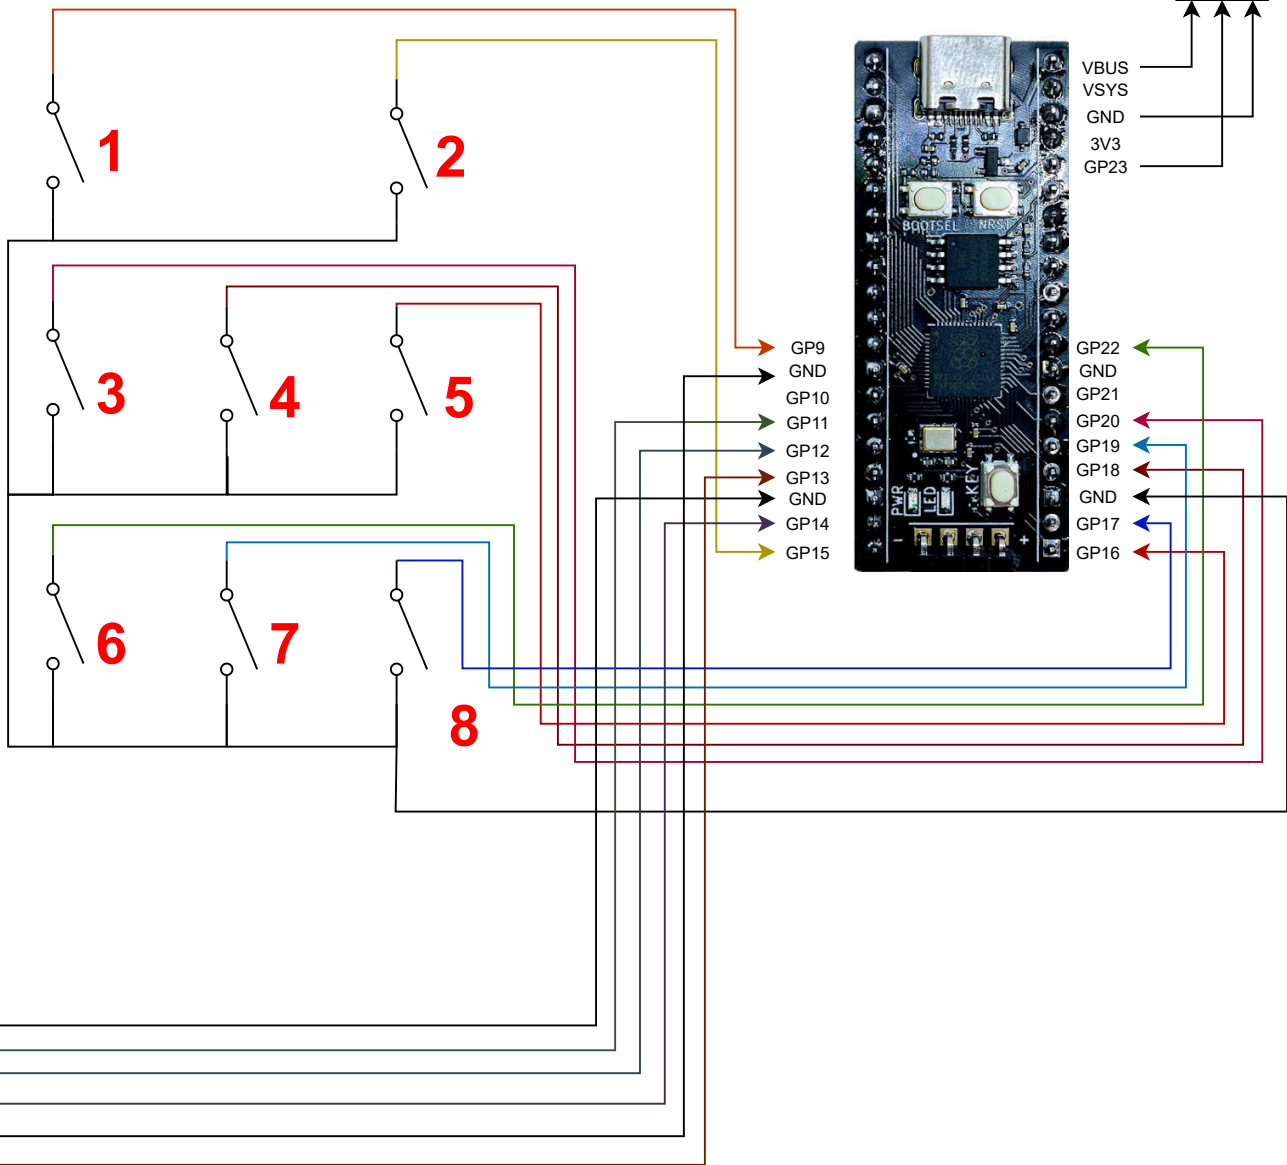 1
2
VBUS
VSYS
GND
3V3
GP23
BOOTSEL
NRST
3
4
5
GP9
GND
GP10
GP11
GP12
GP13
GND
GP14
GP15
GP22
GND
GP21
GP20
GP19
GP18
GND
GP17
GP16
PWR
LED
KEY
- +
6
7
8